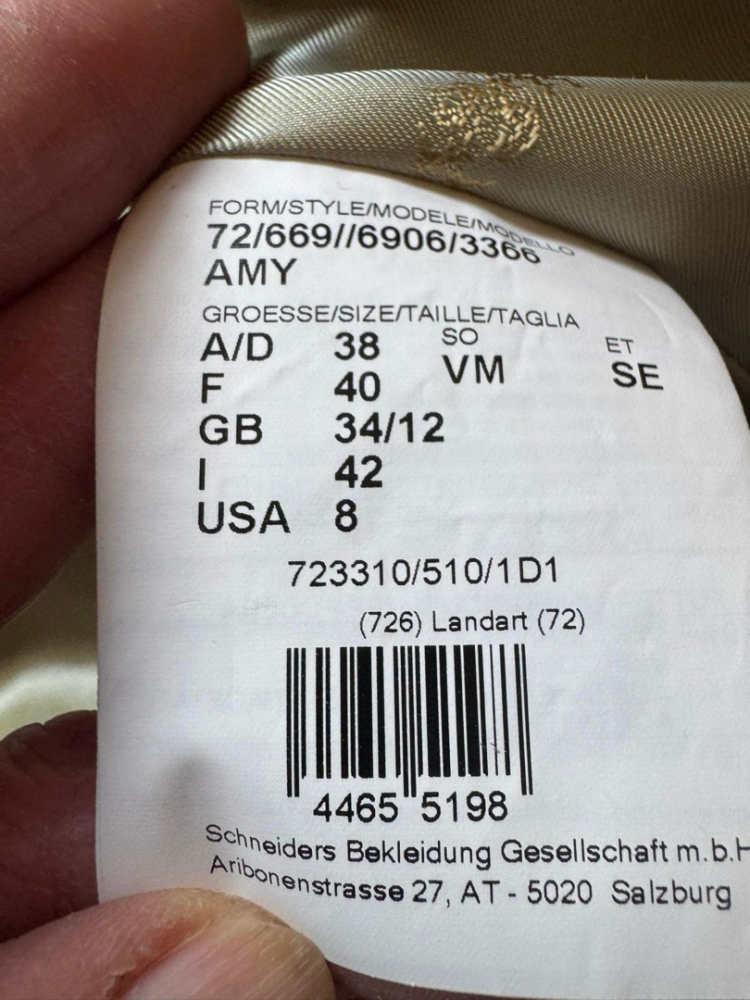 FORM/STYLE/MODELE/MODELLO
72/669//6906/3366
AMY
GROESSE/SIZE/TAILLE/TAGLIA
SO ET
A/D 38 VM SE
F 40
GB 34/12
I 42
USA 8
723310/510/1D1
(726) Landart (72)
4465 5198
Schneiders Bekleidung Gesellschaft m.b.H
Aribonenstrasse 27, AT - 5020 Salzburg